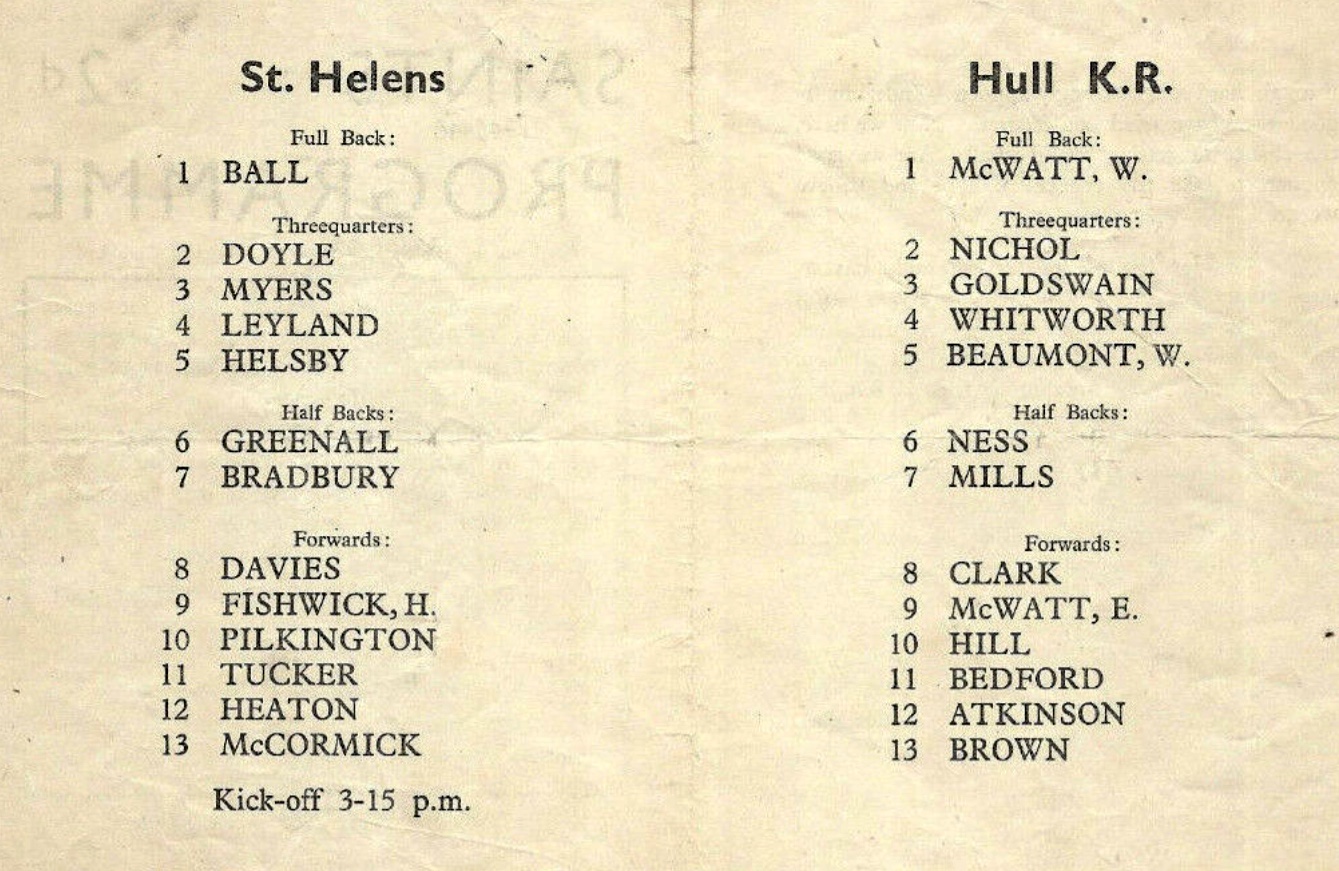 St. Helens
Full Back:
1 BALL
Threequarters:
2 DOYLE
3 MYERS
4 LEYLAND
5 HELSBY
Half Backs:
6 GREENALL
7 BRADBURY
Forwards:
8 DAVIES
9 FISHWICK, H.
10 PILKINGTON
11 TUCKER
12 HEATON
13 McCORMICK
Kick-off 3-15 p.m.
Hull K.R.
Full Back:
1 McWATT, W.
Threequarters:
2 NICHOL
3 GOLDSWAIN
4 WHITWORTH
5 BEAUMONT, W.
Half Backs:
6 NESS
7 MILLS
Forwards:
8 CLARK
9 McWATT, E.
10 HILL
11 BEDFORD
12 ATKINSON
13 BROWN
SAINTS 2d
PROGRAMME